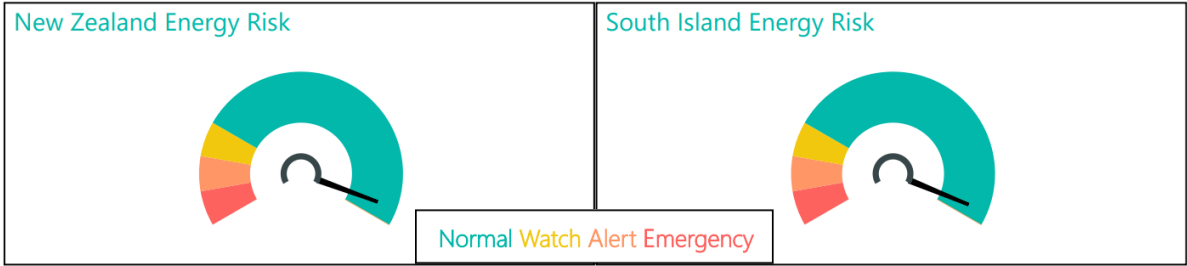 New Zealand Energy Risk
South Island Energy Risk
Normal Watch Alert Emergency